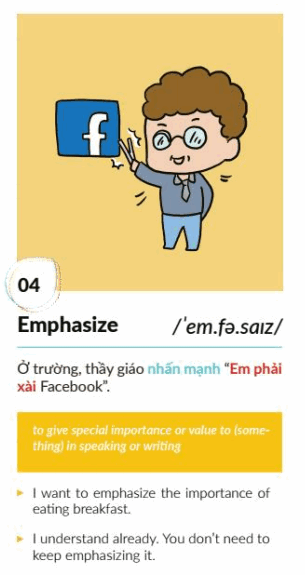 f
04
Emphasize /ˈem.fə.saɪz/
Ở trường, thầy giáo nhấn mạnh “Em phải
xài Facebook”.
to give special importance or value to (some-
thing) in speaking or writing
I want to emphasize the importance of
eating breakfast.
I understand already. You don’t need to
keep emphasizing it.